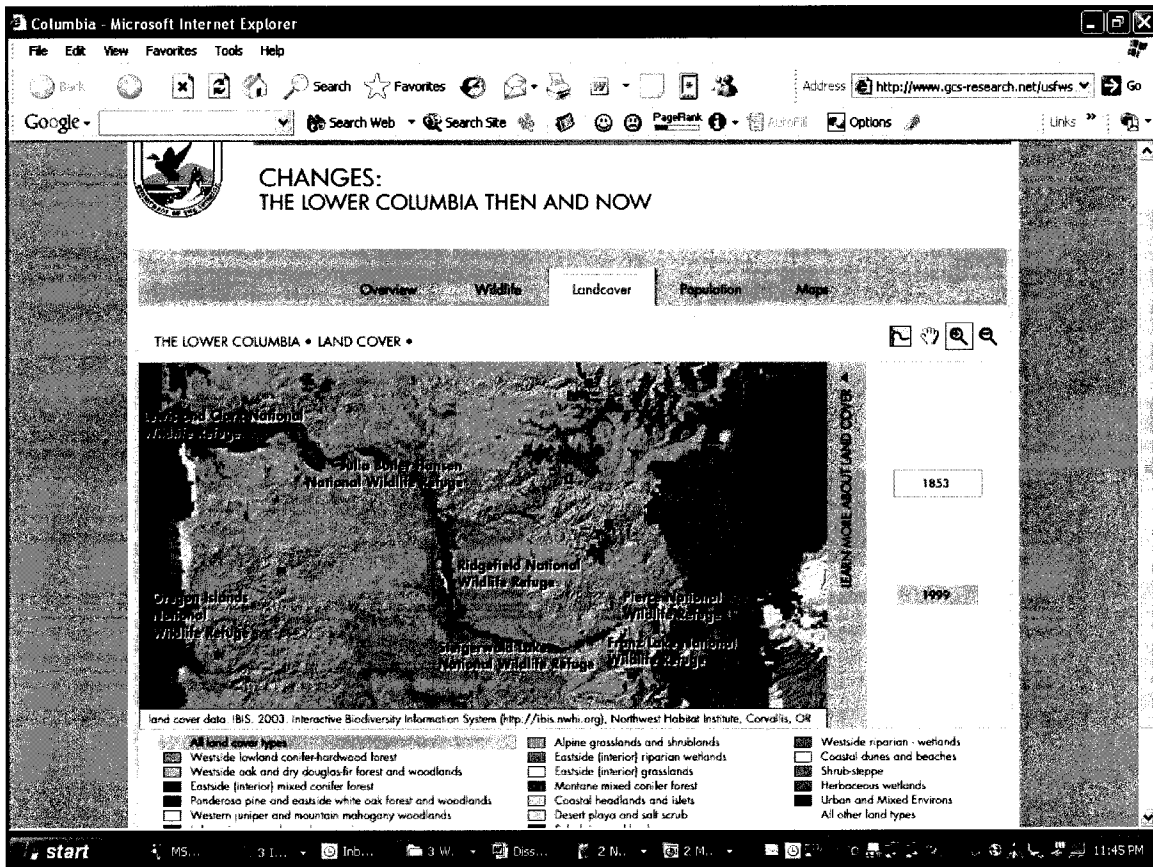 Columbia - Microsoft Internet Explorer
File Edit View Favorites Tools Help
Back Search Favorites Address http://www.gcs-research.net/usfws Go
Google Search Web Search Site PageRank AutoFill Options Links »
CHANGES:
THE LOWER COLUMBIA THEN AND NOW
Overview Wildlife Landcover Population Maps
THE LOWER COLUMBIA • LAND COVER •
Lewis and Clark National
Wildlife Refuge
Julia Butler Hansen
National Wildlife Refuge
Ridgefield National
Wildlife Refuge
Oregon Islands
National
Wildlife Refuge
Pierce National
Wildlife Refuge
Steigerwald Lake
National Wildlife Refuge
Franz Lake National
Wildlife Refuge
LEARN MORE ABOUT LAND COVER
1853
1999
land cover data. IBIS. 2003. Interactive Biodiversity Information System (http://ibis.nwhi.org), Northwest Habitat Institute, Corvallis, OR
All land cover types
Westside lowland conifer-hardwood forest
Westside oak and dry douglas-fir forest and woodlands
Eastside (interior) mixed conifer forest
Ponderosa pine and eastside white oak forest and woodlands
Western juniper and mountain mahogany woodlands
Alpine grasslands and shrublands
Eastside (interior) riparian wetlands
Eastside (interior) grasslands
Montane mixed conifer forest
Coastal headlands and islets
Desert playa and salt scrub
Westside riparian - wetlands
Coastal dunes and beaches
Shrub-steppe
Herbaceous wetlands
Urban and Mixed Environs
All other land types
start MS... 3 I... Inb... 3 W.. Diss... 2 N.. 2 M.. 11:45 PM